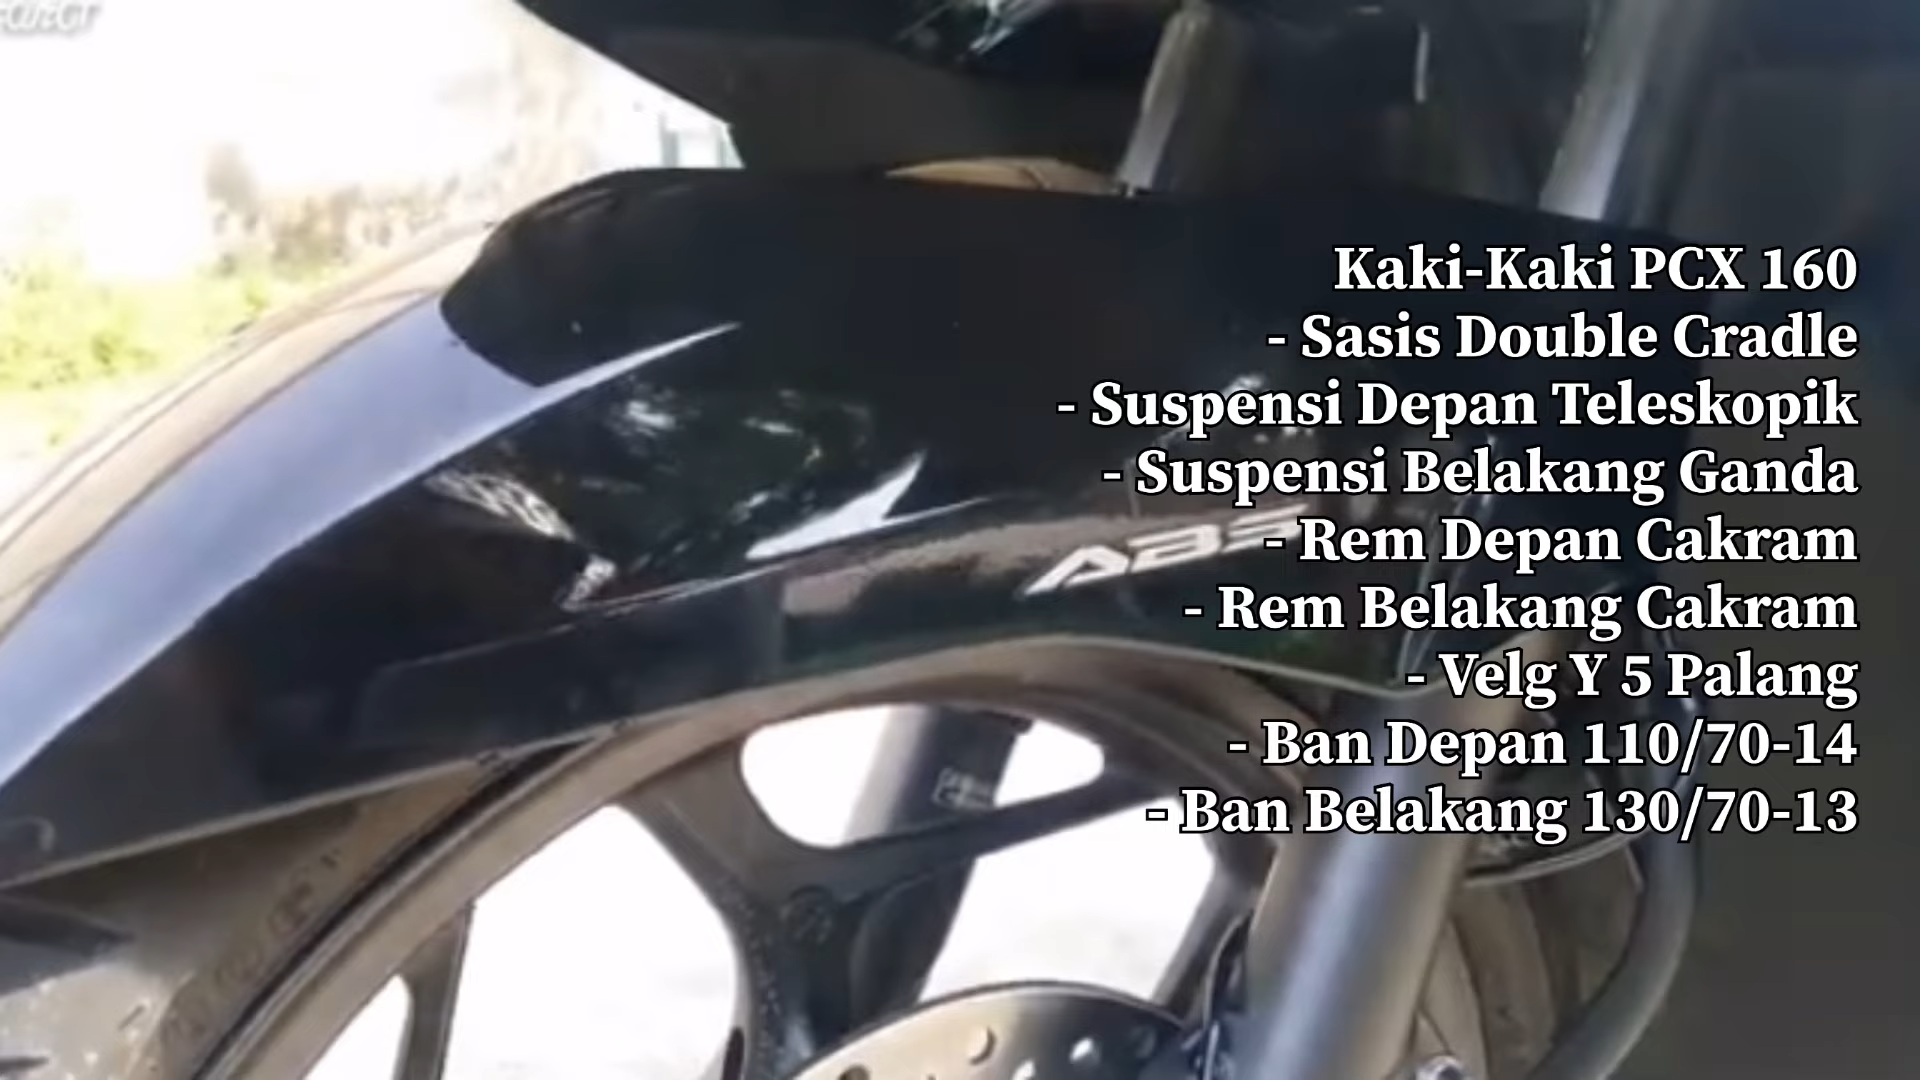 Kaki-Kaki PCX 160
- Sasis Double Cradle
- Suspensi Depan Teleskopik
- Suspensi Belakang Ganda
- Rem Depan Cakram
ABS
- Rem Belakang Cakram
- Velg Y 5 Palang
- Ban Depan 110/70-14
- Ban Belakang 130/70-13